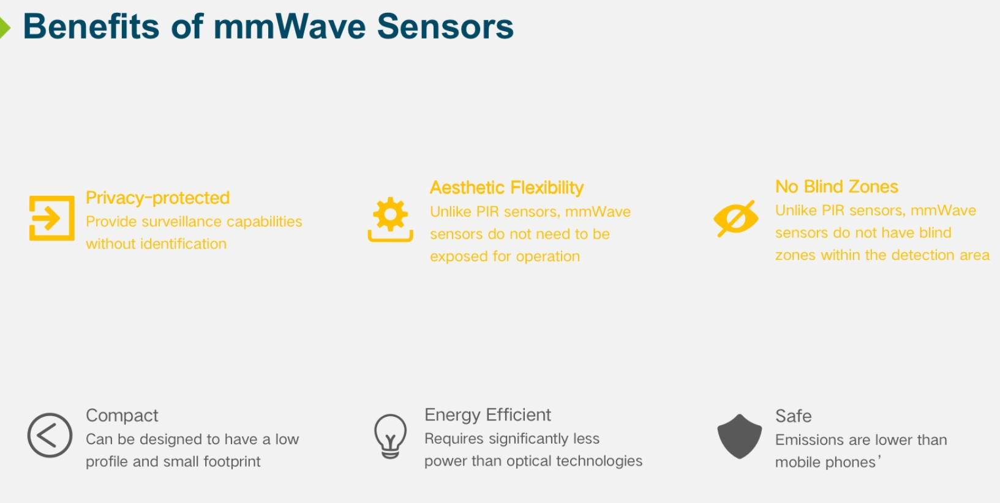 Benefits of mmWave Sensors
Privacy-protected
Provide surveillance capabilities
without identification
Aesthetic Flexibility
Unlike PIR sensors, mmWave
sensors do not need to be
exposed for operation
No Blind Zones
Unlike PIR sensors, mmWave
sensors do not have blind
zones within the detection area
Compact
Can be designed to have a low
profile and small footprint
Energy Efficient
Requires significantly less
power than optical technologies
Safe
Emissions are lower than
mobile phones’